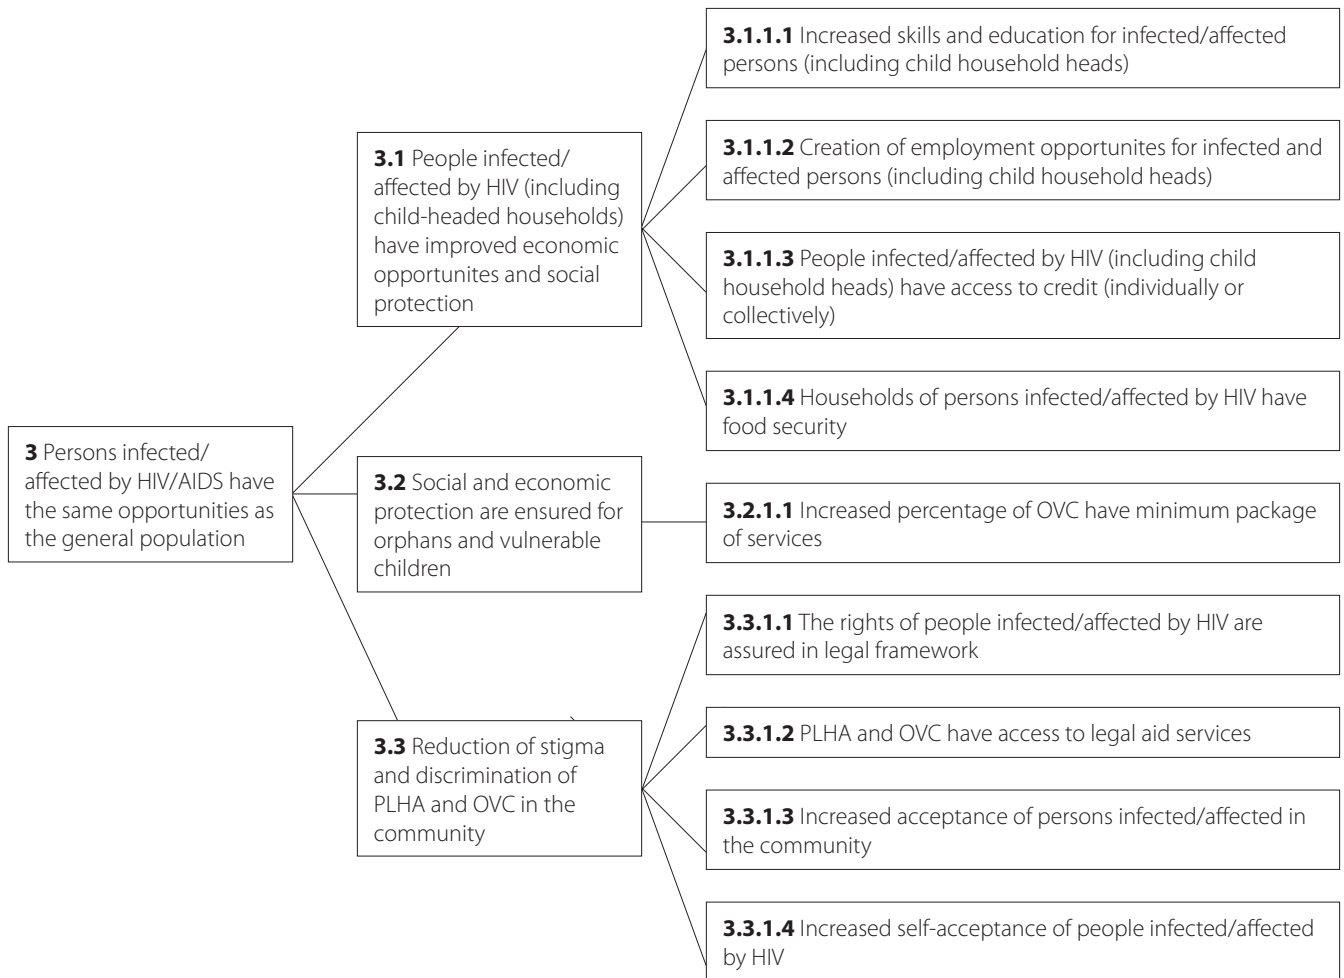 3.1.1.1 Increased skills and education for infected/affected
persons (including child household heads)
3.1 People infected/
affected by HIV (including
child-headed households)
have improved economic
opportunites and social
protection
3.1.1.2 Creation of employment opportunites for infected and
affected persons (including child household heads)
3.1.1.3 People infected/affected by HIV (including child
household heads) have access to credit (individually or
collectively)
3.1.1.4 Households of persons infected/affected by HIV have
food security
3 Persons infected/
affected by HIV/AIDS have
the same opportunities as
the general population
3.2 Social and economic
protection are ensured for
orphans and vulnerable
children
3.2.1.1 Increased percentage of OVC have minimum package
of services
3.3.1.1 The rights of people infected/affected by HIV are
assured in legal framework
3.3 Reduction of stigma
and discrimination of
PLHA and OVC in the
community
3.3.1.2 PLHA and OVC have access to legal aid services
3.3.1.3 Increased acceptance of persons infected/affected in
the community
3.3.1.4 Increased self-acceptance of people infected/affected
by HIV